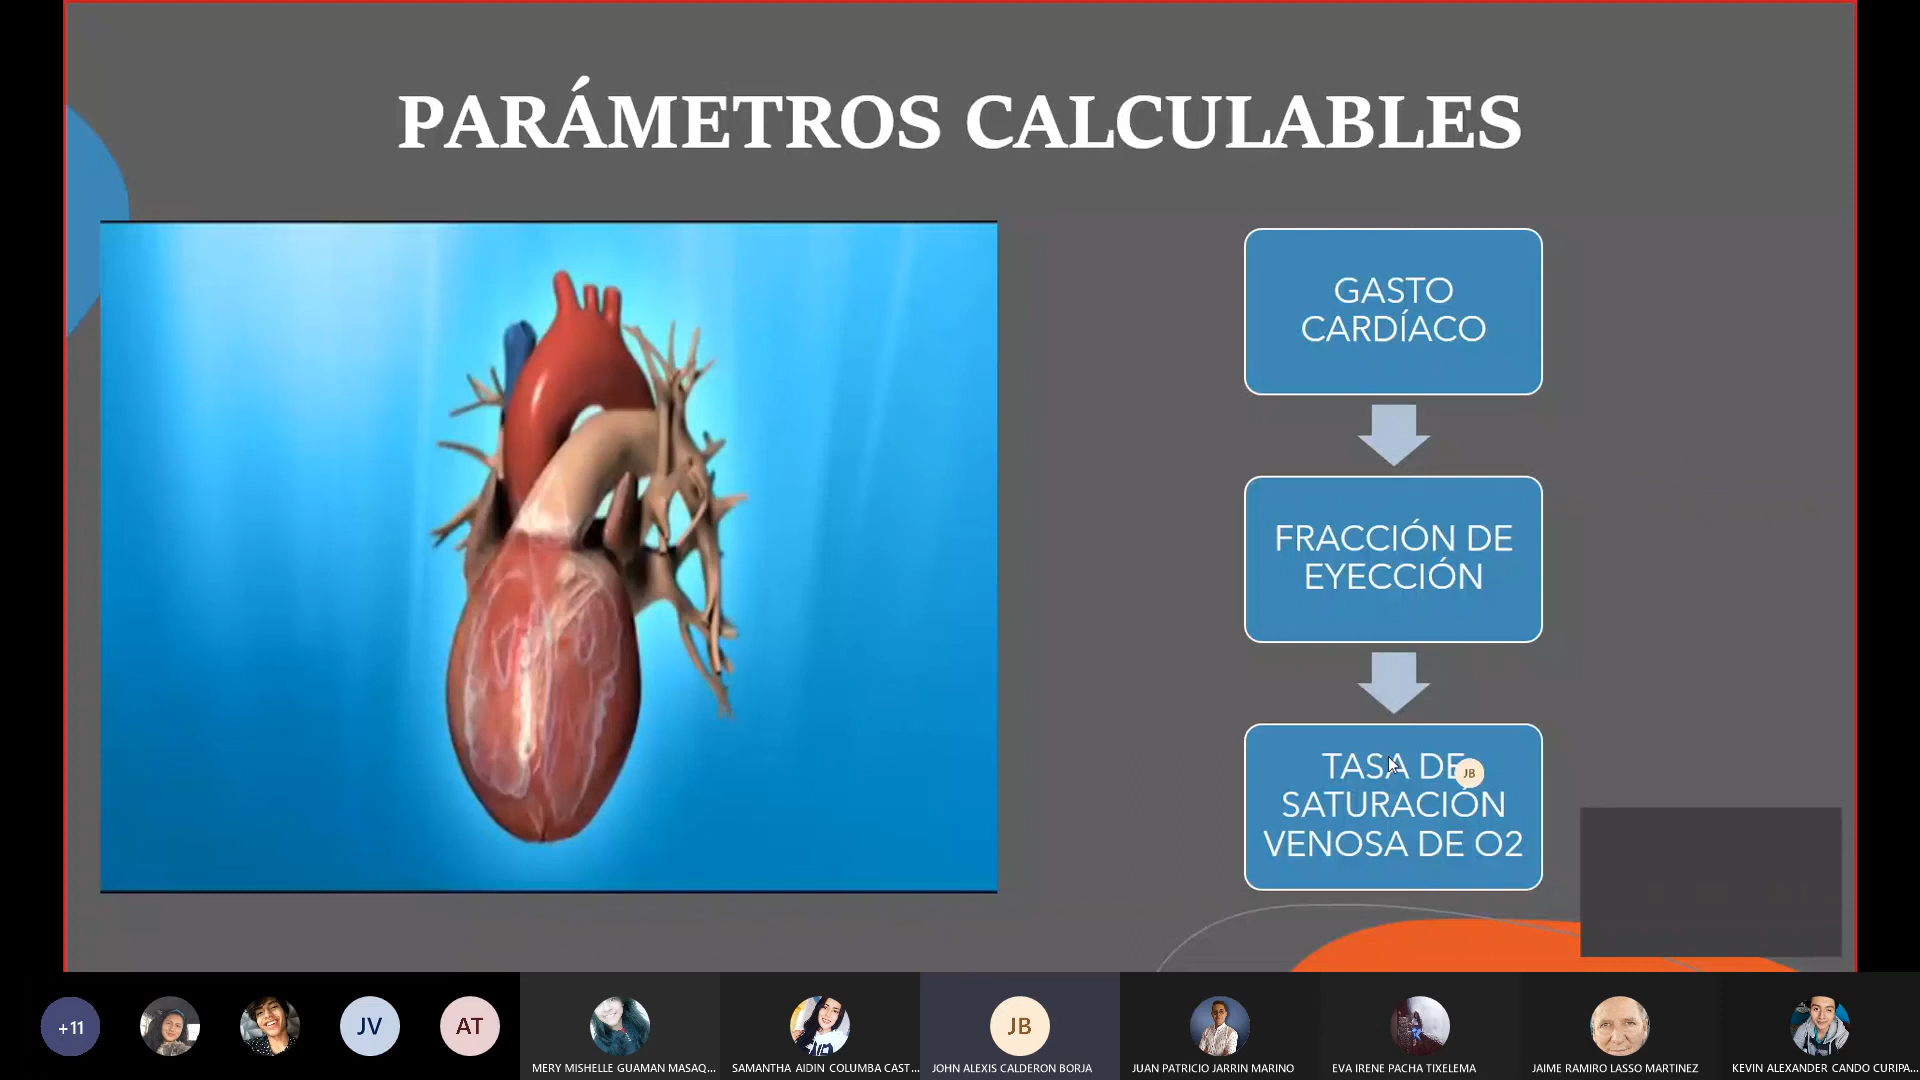 PARÁMETROS CALCULABLES
GASTO
CARDÍACO
FRACCIÓN DE
EYECCIÓN
TASA DE
JB
SATURACIÓN
VENOSA DE O2
+11
JV
AT
JB
MERY MISHELLE GUAMAN MASAQ...
SAMANTHA AIDIN COLUMBA CAST...
JOHN ALEXIS CALDERON BORJA
JUAN PATRICIO JARRIN MARINO
EVA IRENE PACHA TIXELEMA
JAIME RAMIRO LASSO MARTINEZ
KEVIN ALEXANDER CANDO CURIPA...